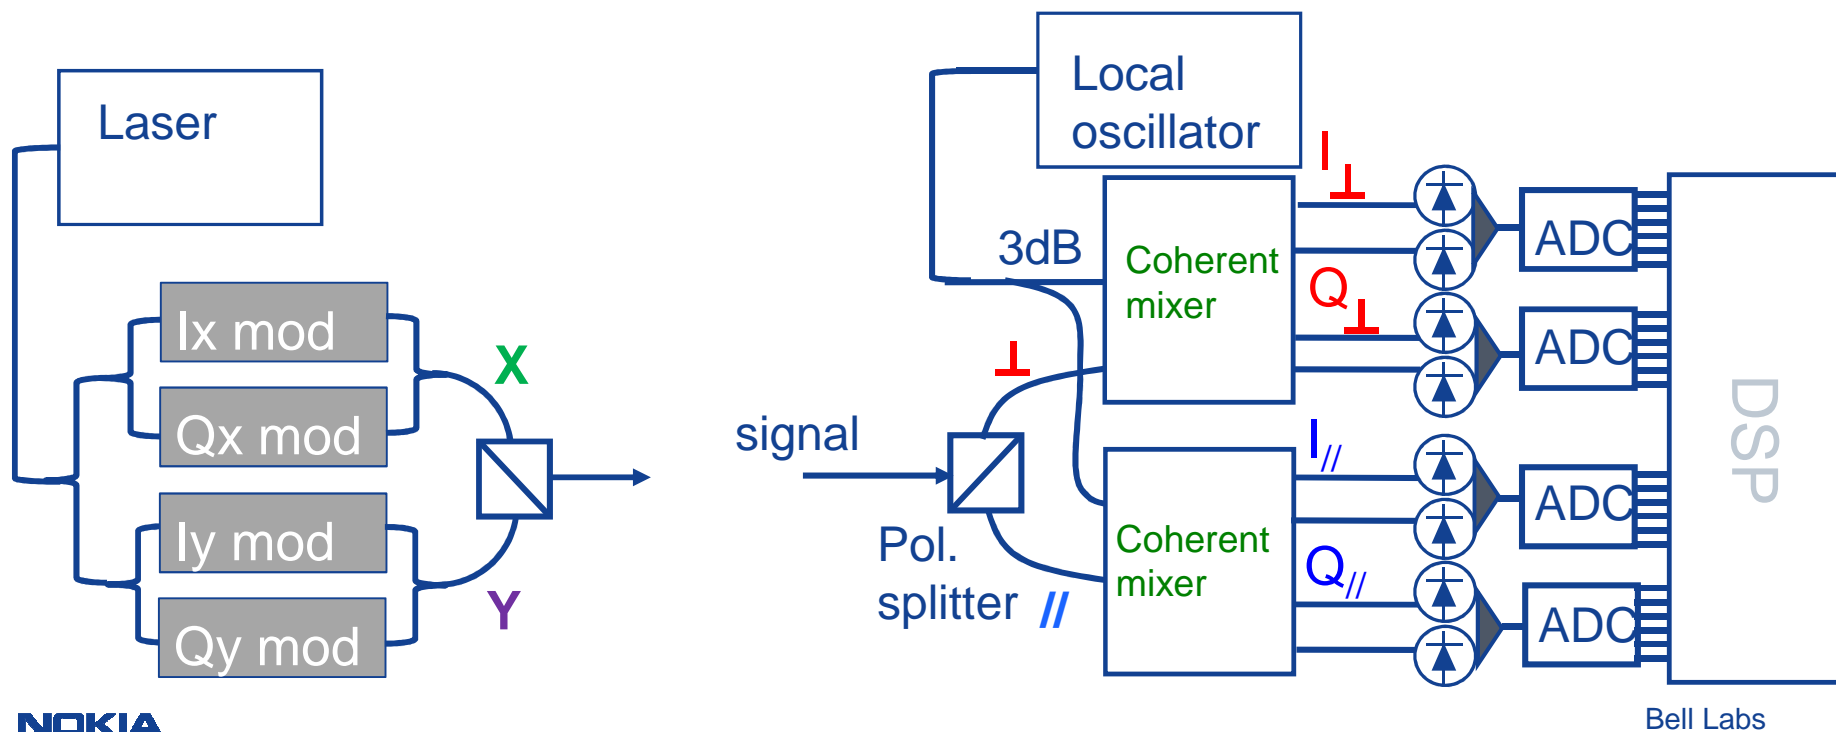 Laser
Ix mod
Qx mod
Iy mod
Qy mod
X
Y
Local
oscillator
3dB
signal
Pol.
splitter //
⊥
Coherent
mixer
Coherent
mixer
I⊥
Q⊥
I//
Q//
ADC
ADC
ADC
ADC
DSP
NOKIA
Bell Labs